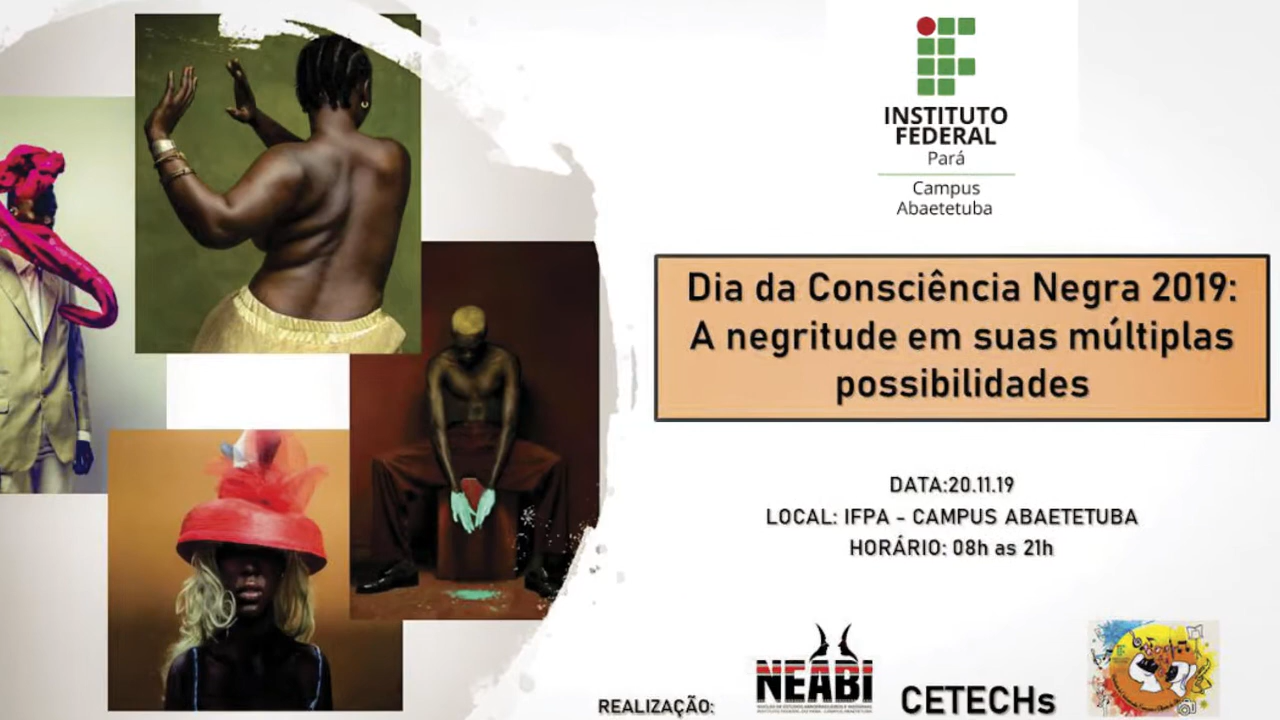 INSTITUTO
FEDERAL
Pará
Campus
Abaetetuba
Dia da Consciência Negra 2019:
A negritude em suas múltiplas
possibilidades
DATA:20.11.19
LOCAL: IFPA - CAMPUS ABAETETUBA
HORÁRIO: 08h as 21h
REALIZAÇÃO:
NEABI
CETECHs